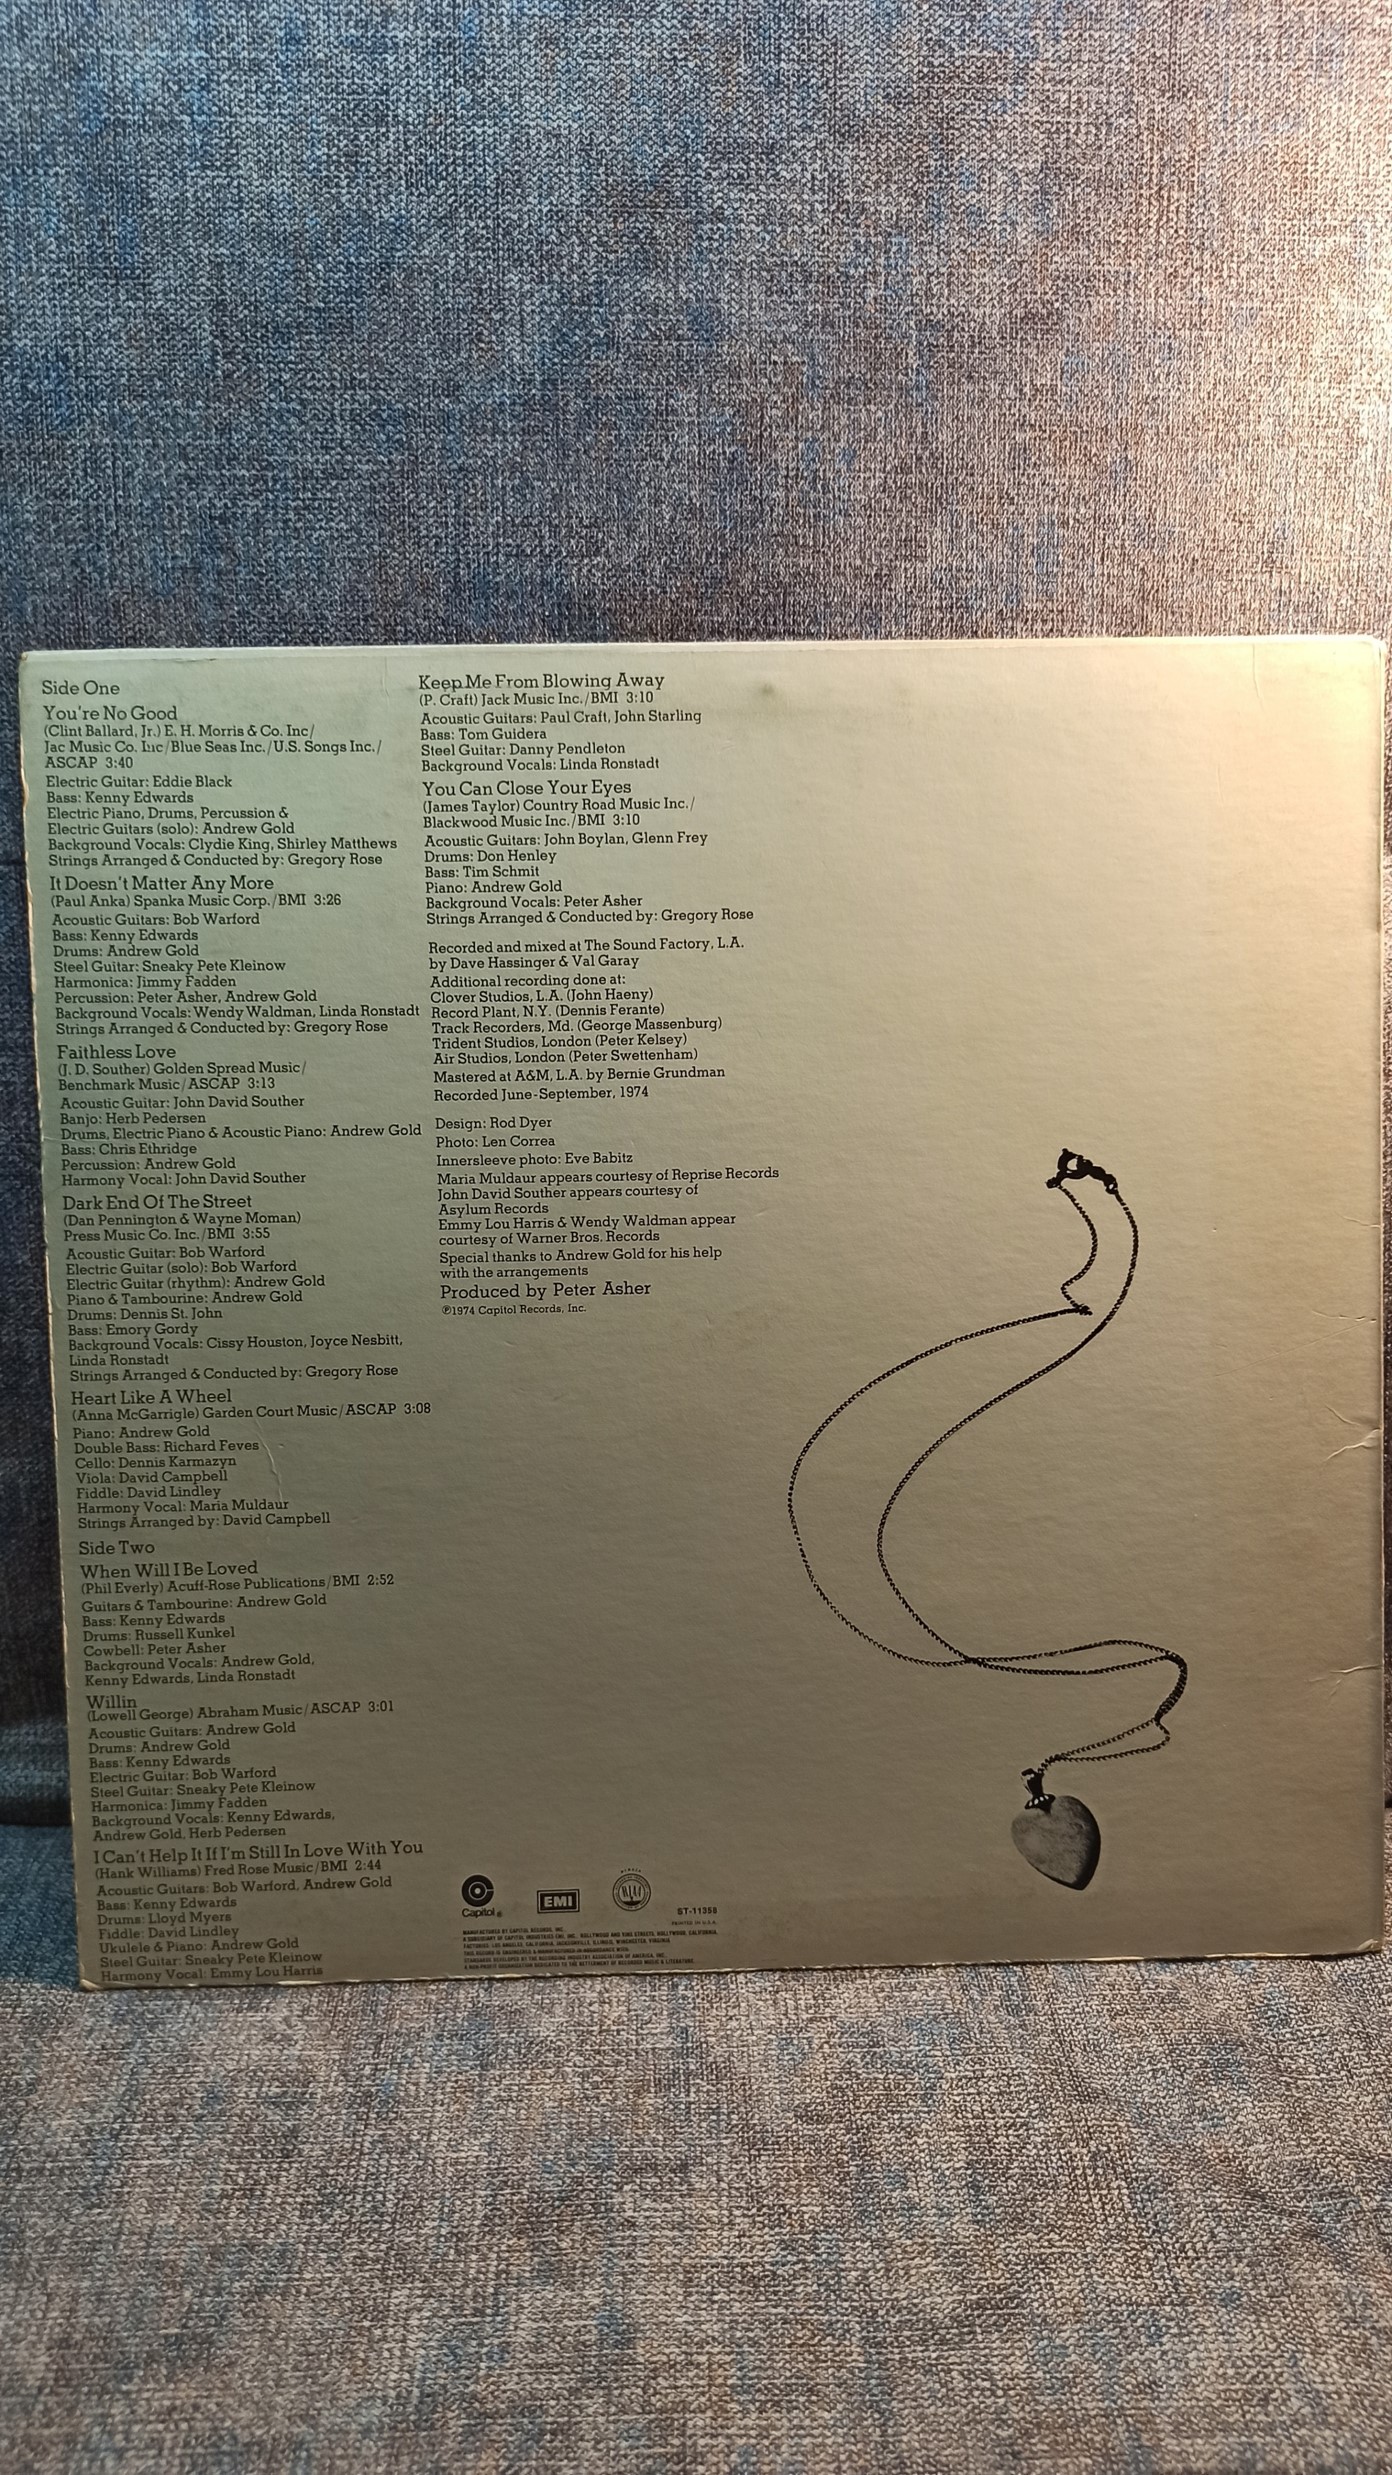 Side One
You're No Good
(Clint Ballard, Jr.) E. H. Morris & Co. Inc/
Jac Music Co. Inc/Blue Seas Inc./U.S. Songs Inc./
ASCAP 3:40
Electric Guitar: Eddie Black
Bass: Kenny Edwards
Electric Piano, Drums, Percussion &
Electric Guitars (solo): Andrew Gold
Background Vocals: Clydie King, Shirley Matthews
Strings Arranged & Conducted by: Gregory Rose
It Doesn't Matter Any More
(Paul Anka) Spanka Music Corp./BMI 3:26
Acoustic Guitars: Bob Warford
Bass: Kenny Edwards
Drums: Andrew Gold
Steel Guitar: Sneaky Pete Kleinow
Harmonica: Jimmy Fadden
Percussion: Peter Asher, Andrew Gold
Background Vocals: Wendy Waldman, Linda Ronstadt
Strings Arranged & Conducted by: Gregory Rose
Faithless Love
(J. D. Souther) Golden Spread Music/
Benchmark Music/ASCAP 3:13
Acoustic Guitar: John David Souther
Banjo: Herb Pedersen
Drums, Electric Piano & Acoustic Piano: Andrew Gold
Bass: Chris Ethridge
Percussion: Andrew Gold
Harmony Vocal: John David Souther
Dark End Of The Street
(Dan Pennington & Wayne Moman)
Press Music Co. Inc./BMI 3:55
Acoustic Guitar: Bob Warford
Electric Guitar (solo): Bob Warford
Electric Guitar (rhythm): Andrew Gold
Piano & Tambourine: Andrew Gold
Drums: Dennis St. John
Bass: Emory Gordy
Background Vocals: Cissy Houston, Joyce Nesbitt,
Linda Ronstadt
Strings Arranged & Conducted by: Gregory Rose
Heart Like A Wheel
(Anna McGarrigle) Garden Court Music/ASCAP 3:08
Piano: Andrew Gold
Double Bass: Richard Feves
Cello: Dennis Karmazyn
Viola: David Campbell
Fiddle: David Lindley
Harmony Vocal: Maria Muldaur
Strings Arranged by: David Campbell
Side Two
When Will I Be Loved
(Phil Everly) Acuff-Rose Publications/BMI 2:52
Guitars & Tambourine: Andrew Gold
Bass: Kenny Edwards
Drums: Russell Kunkel
Cowbell: Peter Asher
Background Vocals: Andrew Gold,
Kenny Edwards, Linda Ronstadt
Willin
(Lowell George) Abraham Music/ASCAP 3:01
Acoustic Guitars: Andrew Gold
Drums: Andrew Gold
Bass: Kenny Edwards
Electric Guitar: Bob Warford
Steel Guitar: Sneaky Pete Kleinow
Harmonica: Jimmy Fadden
Background Vocals: Kenny Edwards,
Andrew Gold, Herb Pedersen
I Can't Help It If I'm Still In Love With You
(Hank Williams) Fred Rose Music/BMI 2:44
Acoustic Guitars: Bob Warford, Andrew Gold
Bass: Kenny Edwards
Drums: Lloyd Myers
Fiddle: David Lindley
Ukulele & Piano: Andrew Gold
Steel Guitar: Sneaky Pete Kleinow
Harmony Vocal: Emmy Lou Harris
Keep Me From Blowing Away
(P. Craft) Jack Music Inc./BMI 3:10
Acoustic Guitars: Paul Craft, John Starling
Bass: Tom Guidera
Steel Guitar: Danny Pendleton
Background Vocals: Linda Ronstadt
You Can Close Your Eyes
(James Taylor) Country Road Music Inc./
Blackwood Music Inc./BMI 3:10
Acoustic Guitars: John Boylan, Glenn Frey
Drums: Don Henley
Bass: Tim Schmit
Piano: Andrew Gold
Background Vocals: Peter Asher
Strings Arranged & Conducted by: Gregory Rose
Recorded and mixed at The Sound Factory, L.A.
by Dave Hassinger & Val Garay
Additional recording done at:
Clover Studios, L.A. (John Haeny)
Record Plant, N.Y. (Dennis Ferante)
Track Recorders, Md. (George Massenburg)
Trident Studios, London (Peter Kelsey)
Air Studios, London (Peter Swettenham)
Mastered at A&M, L.A. by Bernie Grundman
Recorded June-September, 1974
Design: Rod Dyer
Photo: Len Correa
Innersleeve photo: Eve Babitz
Maria Muldaur appears courtesy of Reprise Records
John David Souther appears courtesy of
Asylum Records
Emmy Lou Harris & Wendy Waldman appear
courtesy of Warner Bros. Records
Special thanks to Andrew Gold for his help
with the arrangements
Produced by Peter Asher
℗1974 Capitol Records, Inc.
Capitol®
EMI
ST-11358
PRINTED IN U.S.A.
MANUFACTURED BY CAPITOL RECORDS, INC.